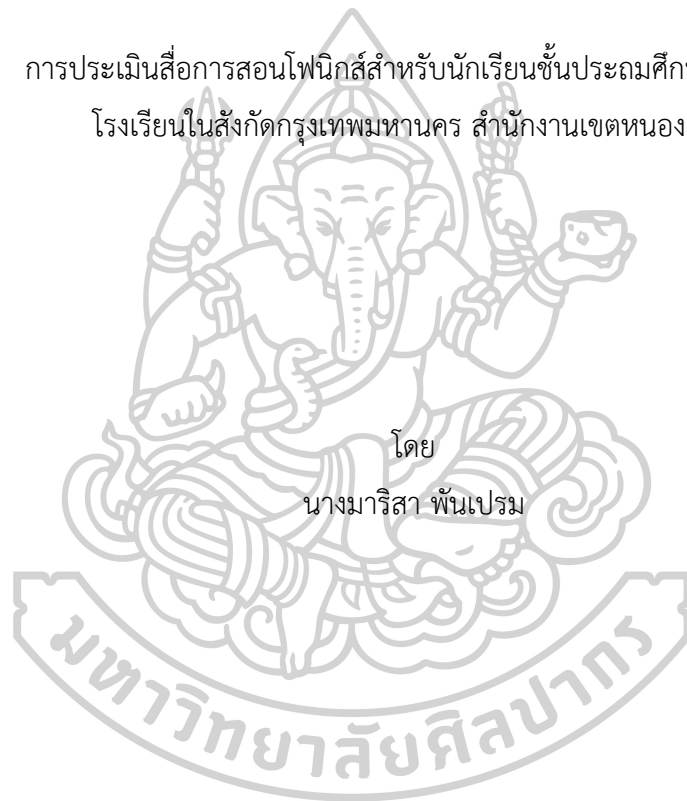 การประเมินสื่อการสอนโฟนิกส์สำหรับนักเรียนชั้นประถมศึกษ
โรงเรียนในสังกัดกรุงเทพมหานคร สำนักงานเขตหนอง
โดย
นางมาริสา พันเปรม
มหาวิทยาลัยศิลปากร